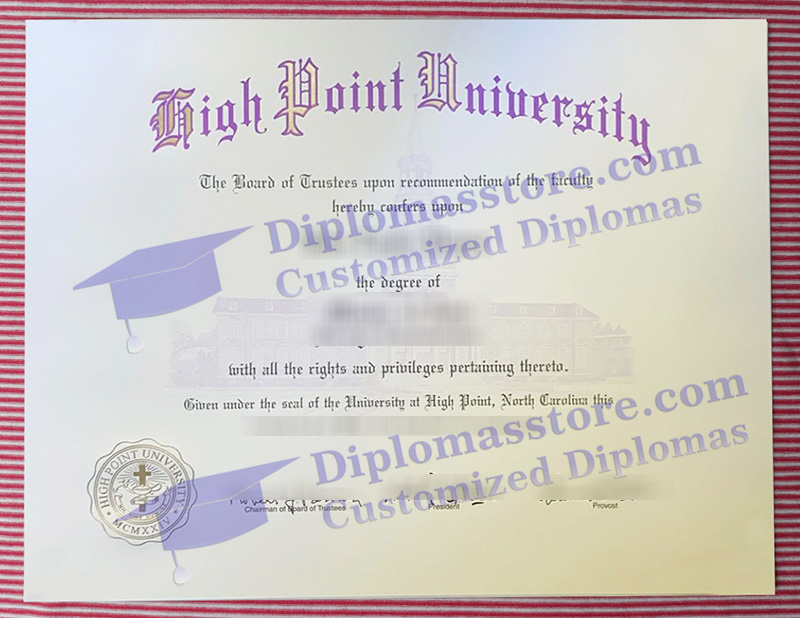 High Point University
The Board of Trustees upon recommendation of the faculty
hereby confers upon
Diplomasstore.com
Customized Diplomas
the degree of
with all the rights and privileges pertaining thereto.
Given under the seal of the University at High Point, North Carolina this
Diplomasstore.com
Customized Diplomas
HIGH POINT UNIVERSITY
MCMXXIV
Chairman of Board of Trustees
President
Provost